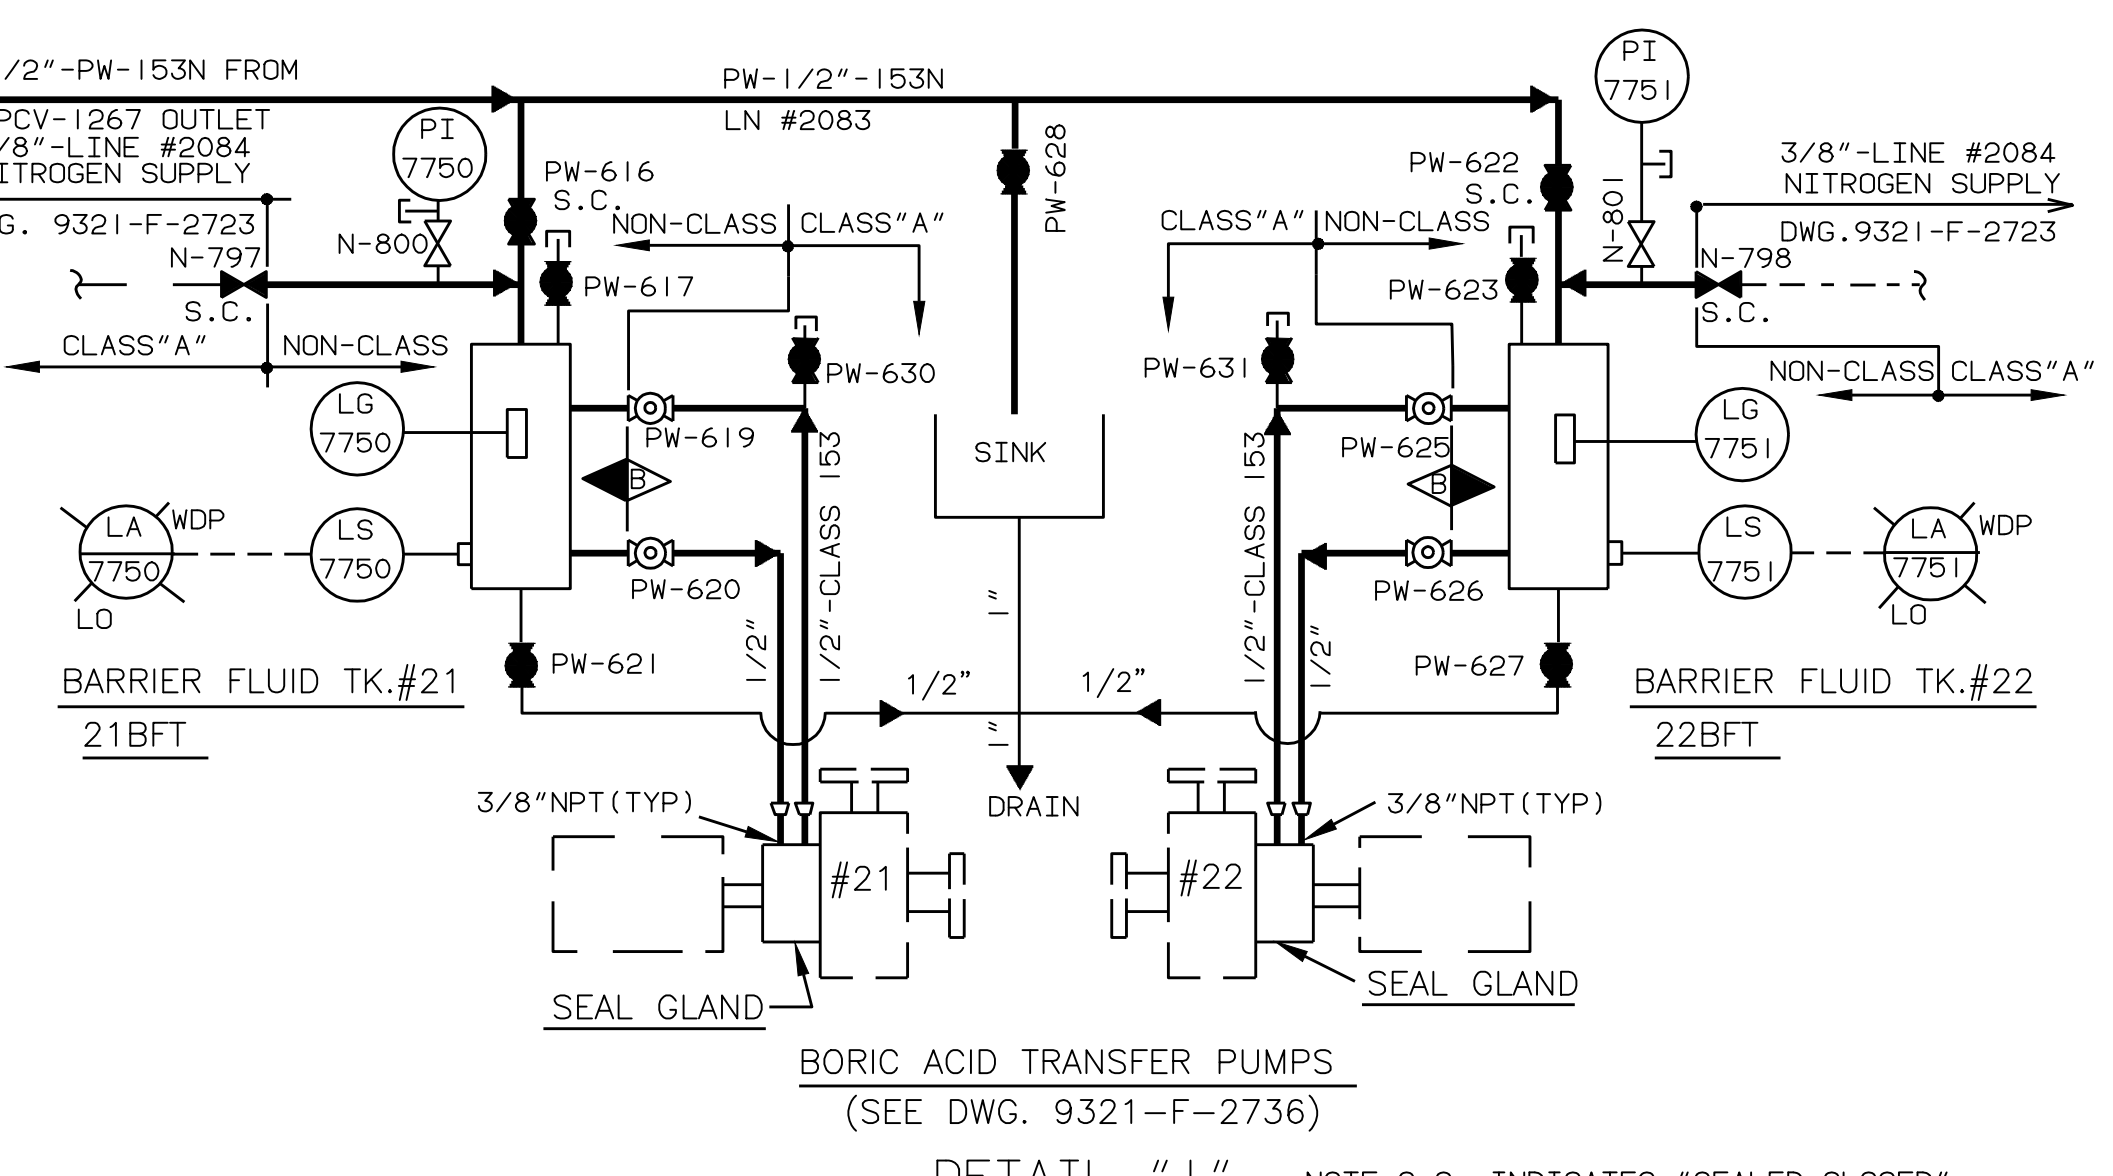 /2"-PW-153N FROM
PCV-1267 OUTLET
/8"-LINE #2084
ITROGEN SUPPLY
G. 9321-F-2723
N-797
S.C.
CLASS"A"
NON-CLASS
PI
7750
N-800
PW-616
S.C.
PW-617
NON-CLASS
CLASS"A"
PW-1/2"-153N
LN #2083
PW-628
PI
7751
PW-622
S.C.
N-801
3/8"-LINE #2084
NITROGEN SUPPLY
DWG.9321-F-2723
N-798
S.C.
CLASS"A"
NON-CLASS
PW-623
NON-CLASS
CLASS"A"
LG
7750
PW-619
PW-630
B
SINK
PW-631
PW-625
B
LG
7751
LA
7750
WDP
LO
LS
7750
PW-620
1/2"
1/2"-CLASS 153
1"
1/2"-CLASS 153
1/2"
PW-626
LS
7751
LA
7751
WDP
LO
BARRIER FLUID TK.#21
21BFT
PW-621
1/2"
1/2"
1"
PW-627
BARRIER FLUID TK.#22
22BFT
3/8"NPT(TYP)
DRAIN
3/8"NPT(TYP)
#21
#22
SEAL GLAND
SEAL GLAND
BORIC ACID TRANSFER PUMPS
(SEE DWG. 9321-F-2736)
DETAIL "J"